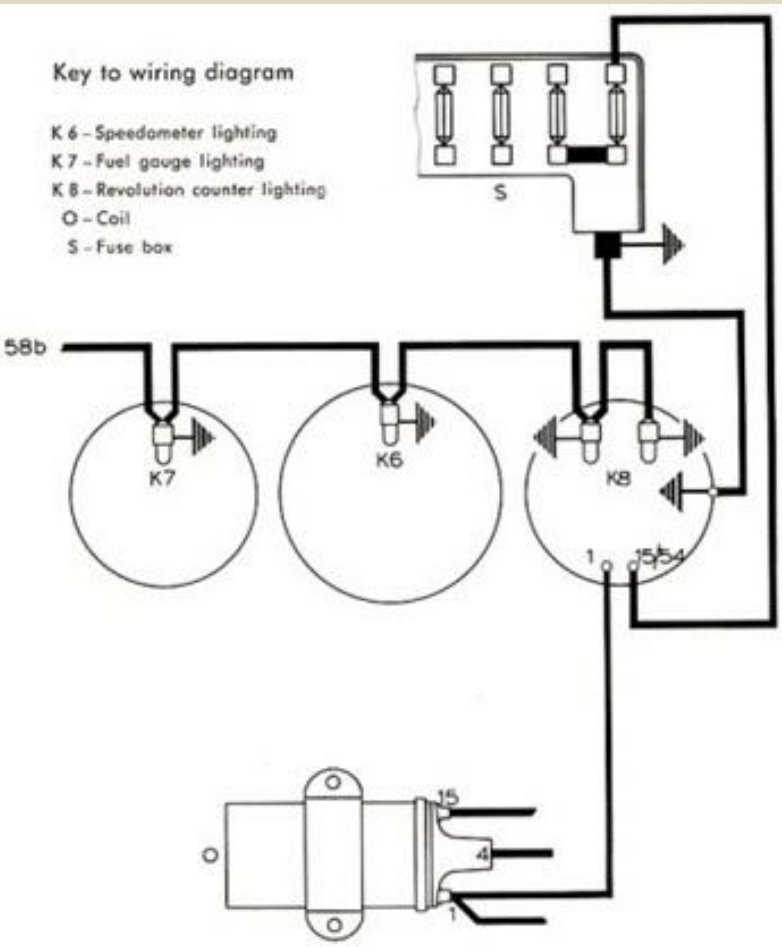 Key to wiring diagram
K 6 - Speedometer lighting
K 7 - Fuel gauge lighting
K 8 - Revolution counter lighting
O - Coil
S - Fuse box
S
58b
K7
K6
K8
1
15/54
15
4
1
O